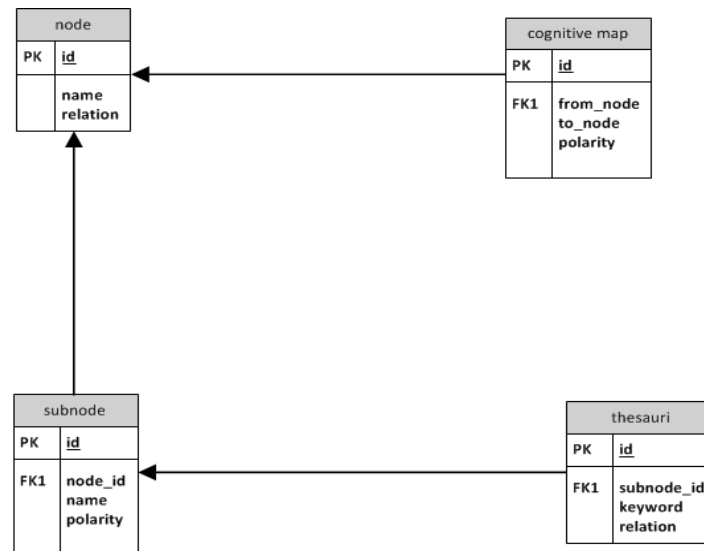 node
PK id
name
relation
cognitive map
PK id
FK1 from_node
to_node
polarity
subnode
PK id
FK1 node_id
name
polarity
thesauri
PK id
FK1 subnode_id
keyword
relation